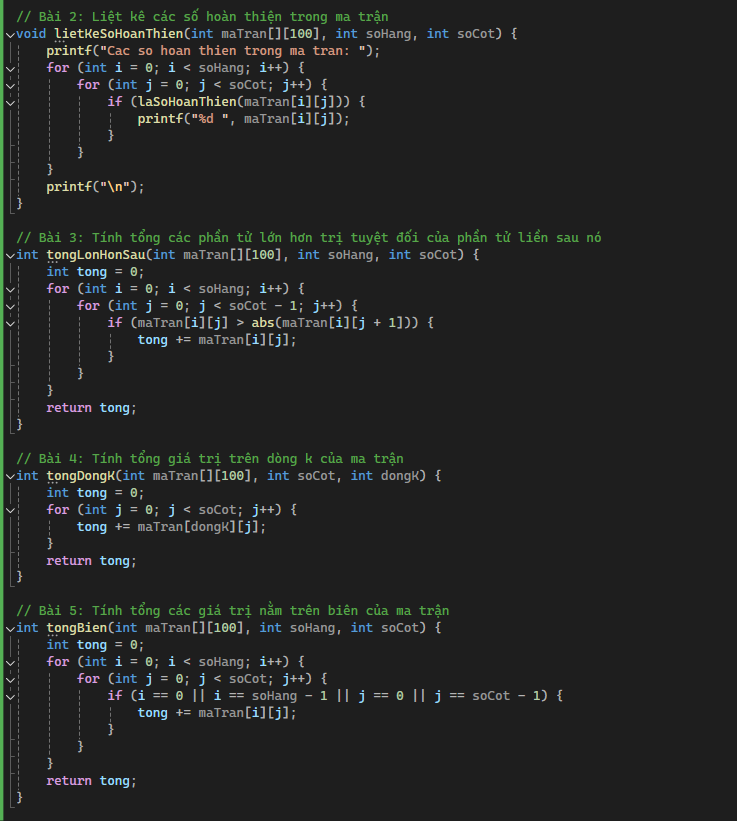 // Bài 2: Liệt kê các số hoàn thiện trong ma trận
void lietKeSoHoanThien(int maTran[][100], int soHang, int soCot) {
    printf("Cac so hoan thien trong ma tran: ");
    for (int i = 0; i < soHang; i++) {
        for (int j = 0; j < soCot; j++) {
            if (laSoHoanThien(maTran[i][j])) {
                printf("%d ", maTran[i][j]);
            }
        }
    }
    printf("\n");
}

// Bài 3: Tính tổng các phần tử lớn hơn trị tuyệt đối của phần tử liền sau nó
int tongLonHonSau(int maTran[][100], int soHang, int soCot) {
    int tong = 0;
    for (int i = 0; i < soHang; i++) {
        for (int j = 0; j < soCot - 1; j++) {
            if (maTran[i][j] > abs(maTran[i][j + 1])) {
                tong += maTran[i][j];
            }
        }
    }
    return tong;
}

// Bài 4: Tính tổng giá trị trên dòng k của ma trận
int tongDongK(int maTran[][100], int soCot, int dongK) {
    int tong = 0;
    for (int j = 0; j < soCot; j++) {
        tong += maTran[dongK][j];
    }
    return tong;
}

// Bài 5: Tính tổng các giá trị nằm trên biên của ma trận
int tongBien(int maTran[][100], int soHang, int soCot) {
    int tong = 0;
    for (int i = 0; i < soHang; i++) {
        for (int j = 0; j < soCot; j++) {
            if (i == 0 || i == soHang - 1 || j == 0 || j == soCot - 1) {
                tong += maTran[i][j];
            }
        }
    }
    return tong;
}